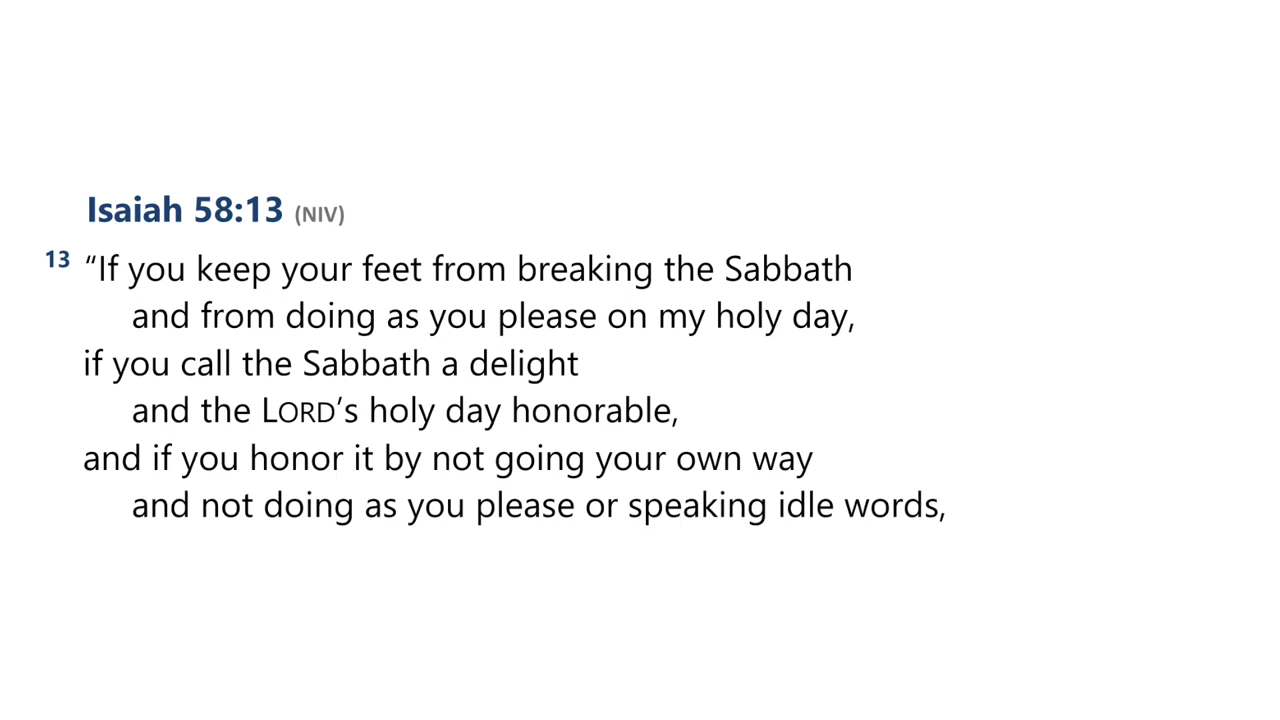 Isaiah 58:13 (NIV)
13 “If you keep your feet from breaking the Sabbath
and from doing as you please on my holy day,
if you call the Sabbath a delight
and the LORD’s holy day honorable,
and if you honor it by not going your own way
and not doing as you please or speaking idle words,